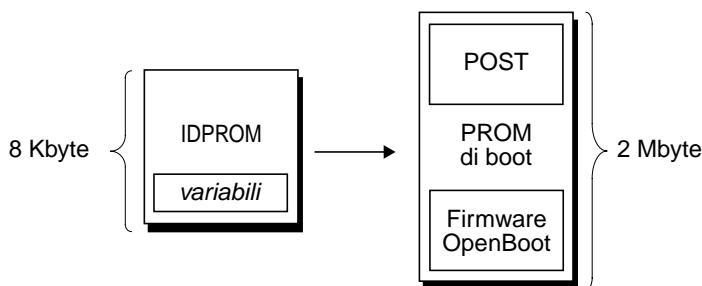 8 Kbyte
IDPROM
variabili
POST
PROM
di boot
Firmware
OpenBoot
2 Mbyte